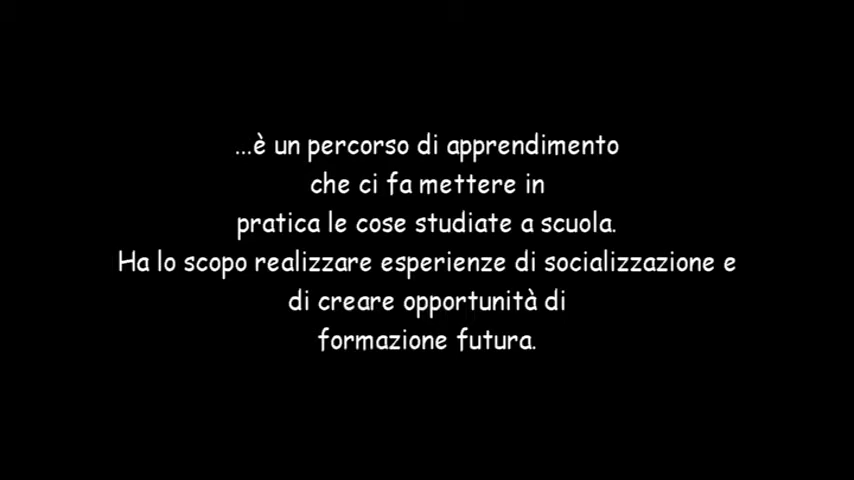 ...è un percorso di apprendimento
che ci fa mettere in
pratica le cose studiate a scuola.
Ha lo scopo realizzare esperienze di socializzazione e
di creare opportunità di
formazione futura.